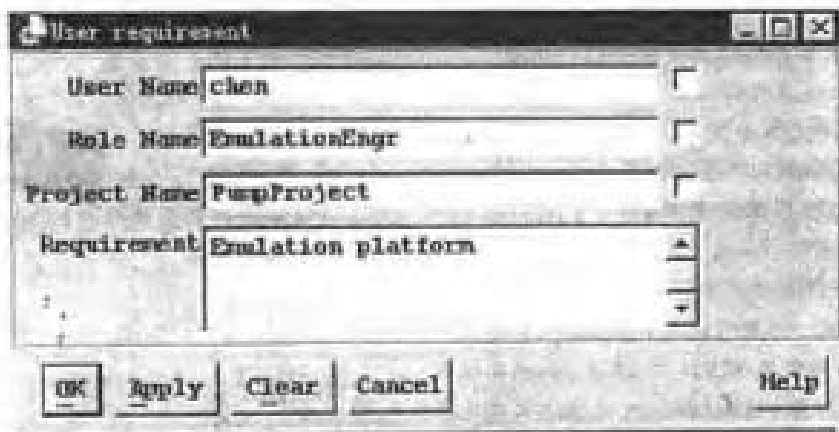 User requirement
User Name chen
Role Name EmulationEngr
Project Name PumpProject
Requirement Emulation platform
OK Apply Clear Cancel Help